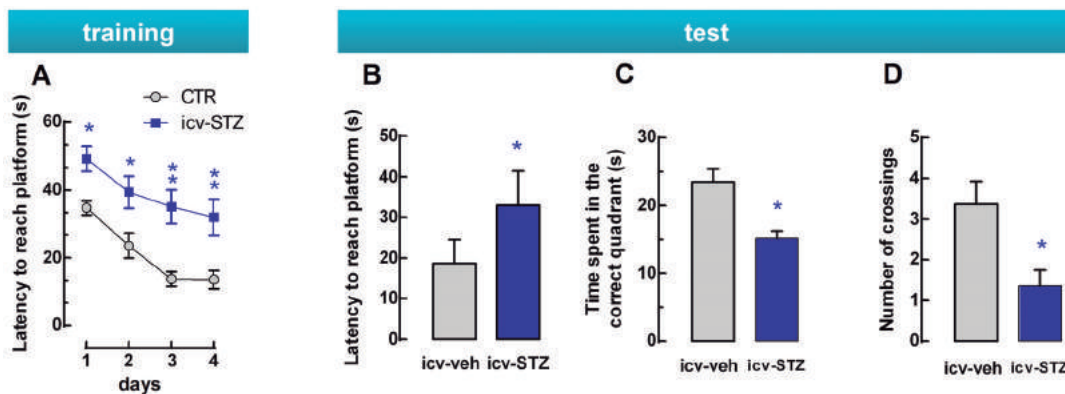 training
test
A
CTR
icv-STZ
Latency to reach platform (s)
60
40
20
0
*
*
*
*
*
*
1 2 3 4
days
B
Latency to reach platform (s)
50
40
30
20
10
0
*
icv-veh icv-STZ
C
Time spent in the
correct quadrant (s)
30
20
10
0
*
icv-veh icv-STZ
D
Number of crossings
5
4
3
2
1
0
*
icv-veh icv-STZ